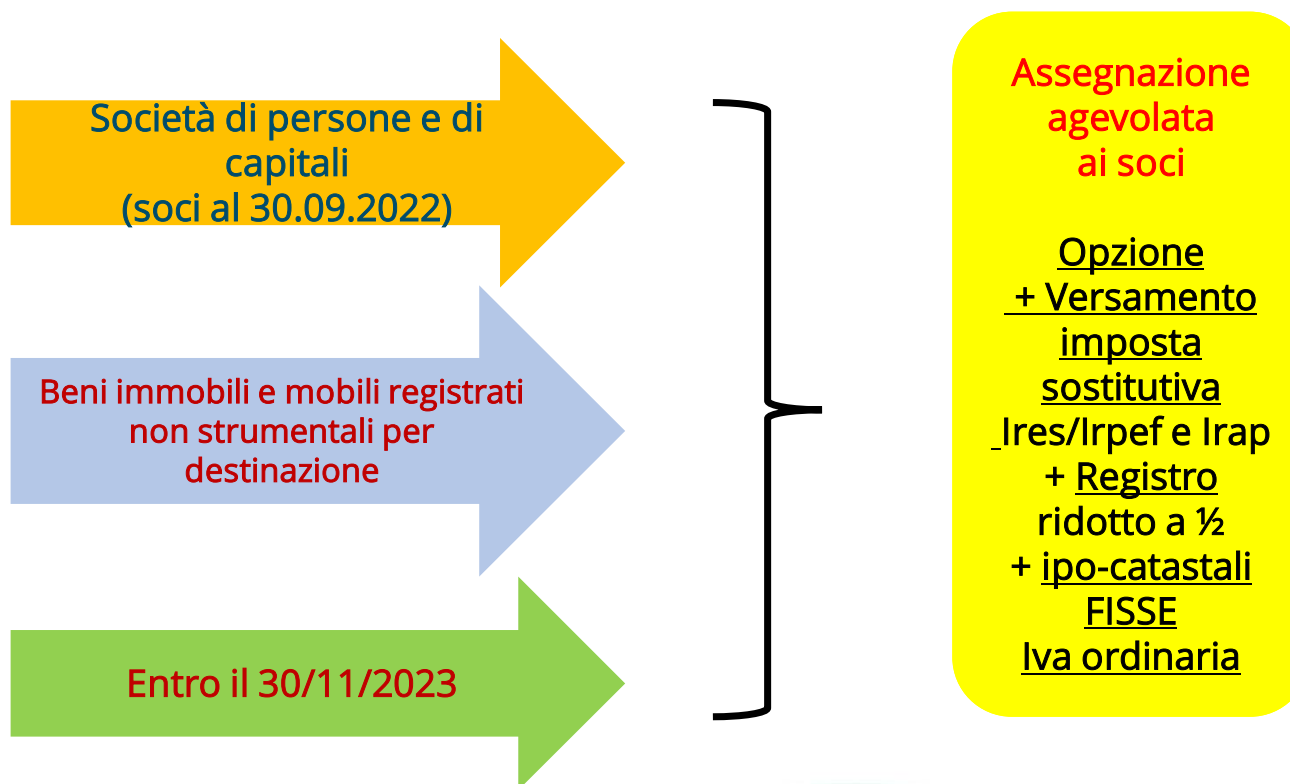 Società di persone e di
capitali
(soci al 30.09.2022)
Beni immobili e mobili registrati
non strumentali per
destinazione
Entro il 30/11/2023
Assegnazione
agevolata
ai soci
Opzione
+ Versamento
imposta
sostitutiva
Ires/Irpef e Irap
+ Registro
ridotto a ½
+ ipo-catastali
FISSE
Iva ordinaria